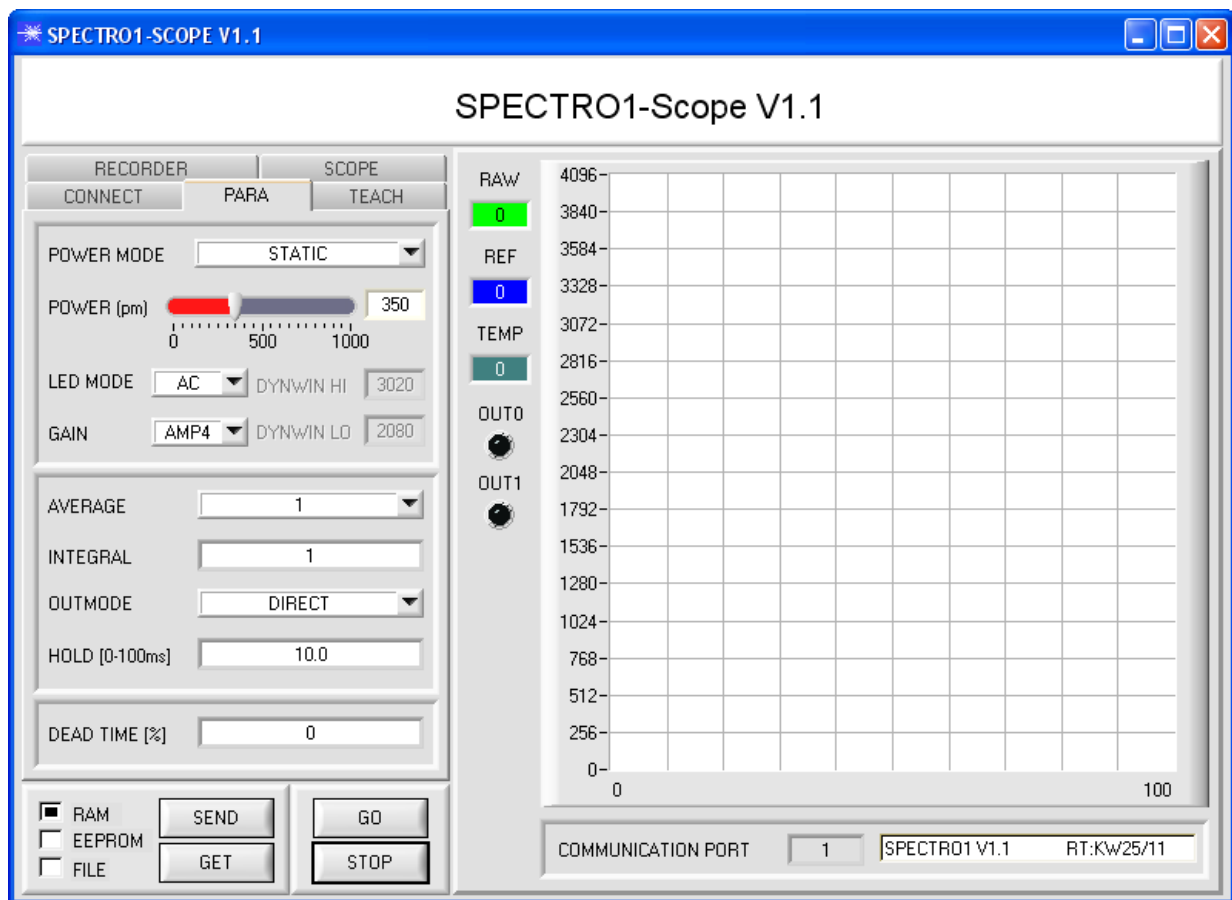 SPECTRO1-SCOPE V1.1
SPECTRO1-Scope V1.1
RECORDER SCOPE
CONNECT PARA TEACH
POWER MODE STATIC
POWER (pm) 350
0 500 1000
LED MODE AC DYNWIN HI 3020
GAIN AMP4 DYNWIN LO 2080
AVERAGE 1
INTEGRAL 1
OUTMODE DIRECT
HOLD [0-100ms] 10.0
DEAD TIME [%] 0
RAM
EEPROM
FILE
SEND
GET
GO
STOP
RAW
0
REF
0
TEMP
0
OUT0
OUT1
4096
3840
3584
3328
3072
2816
2560
2304
2048
1792
1536
1280
1024
768
512
256
0
0 100
COMMUNICATION PORT 1 SPECTRO1 V1.1 RT:KW25/11